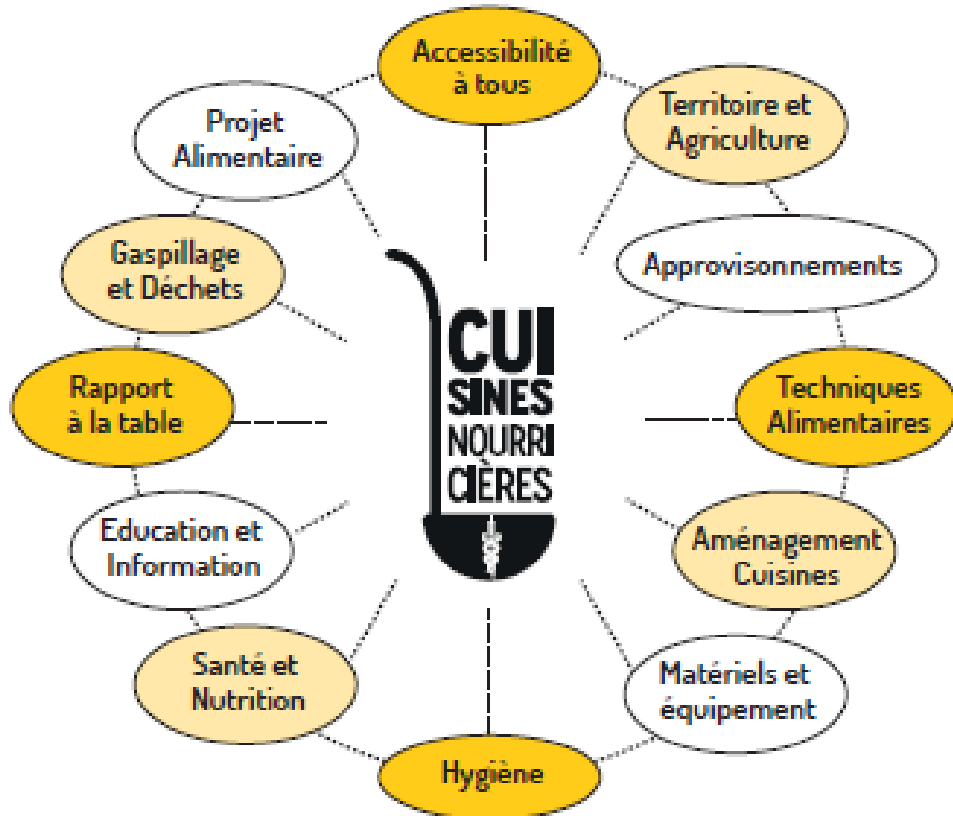 Accessibilité
à tous
Territoire et
Agriculture
Approvisonnements
Techniques
Alimentaires
Aménagement
Cuisines
Matériels et
équipement
Hygiène
Santé et
Nutrition
Education et
Information
Rapport
à la table
Gaspillage
et Déchets
Projet
Alimentaire
CUI
SINES
NOURRI
CIÈRES